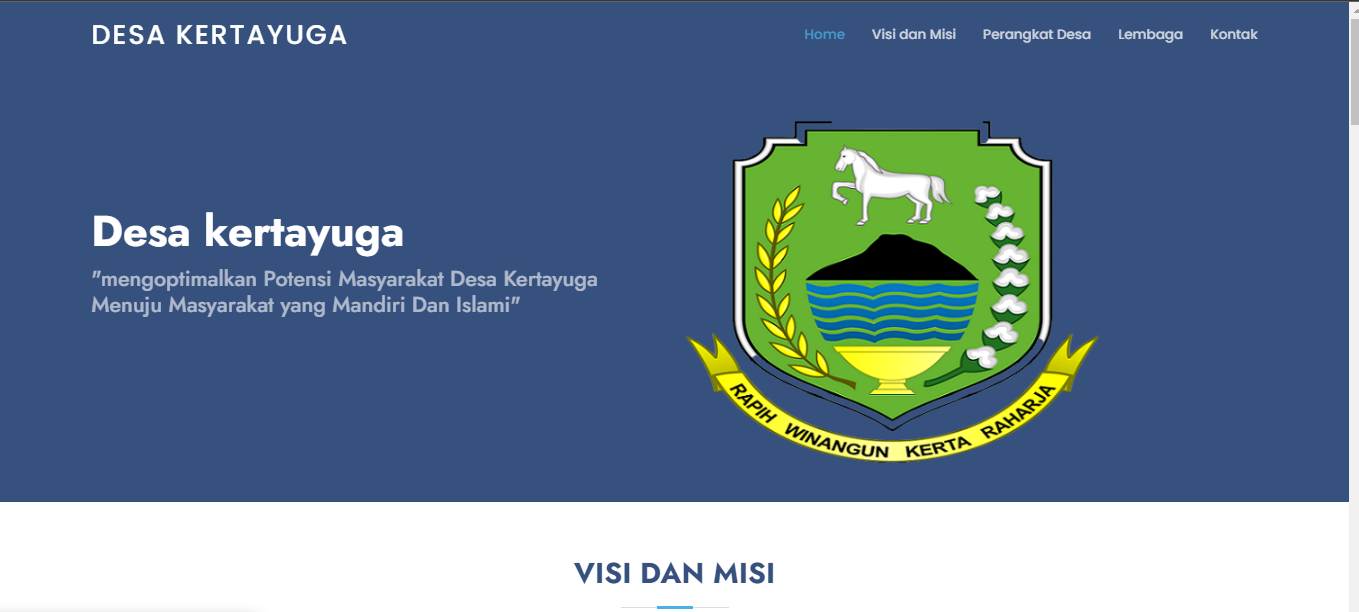 DESA KERTAYUGA
Home Visi dan Misi Perangkat Desa Lembaga Kontak
Desa kertayuga
"mengoptimalkan Potensi Masyarakat Desa Kertayuga
Menuju Masyarakat yang Mandiri Dan Islami"
RAPIH WINANGUN KERTA RAHARJA
VISI DAN MISI